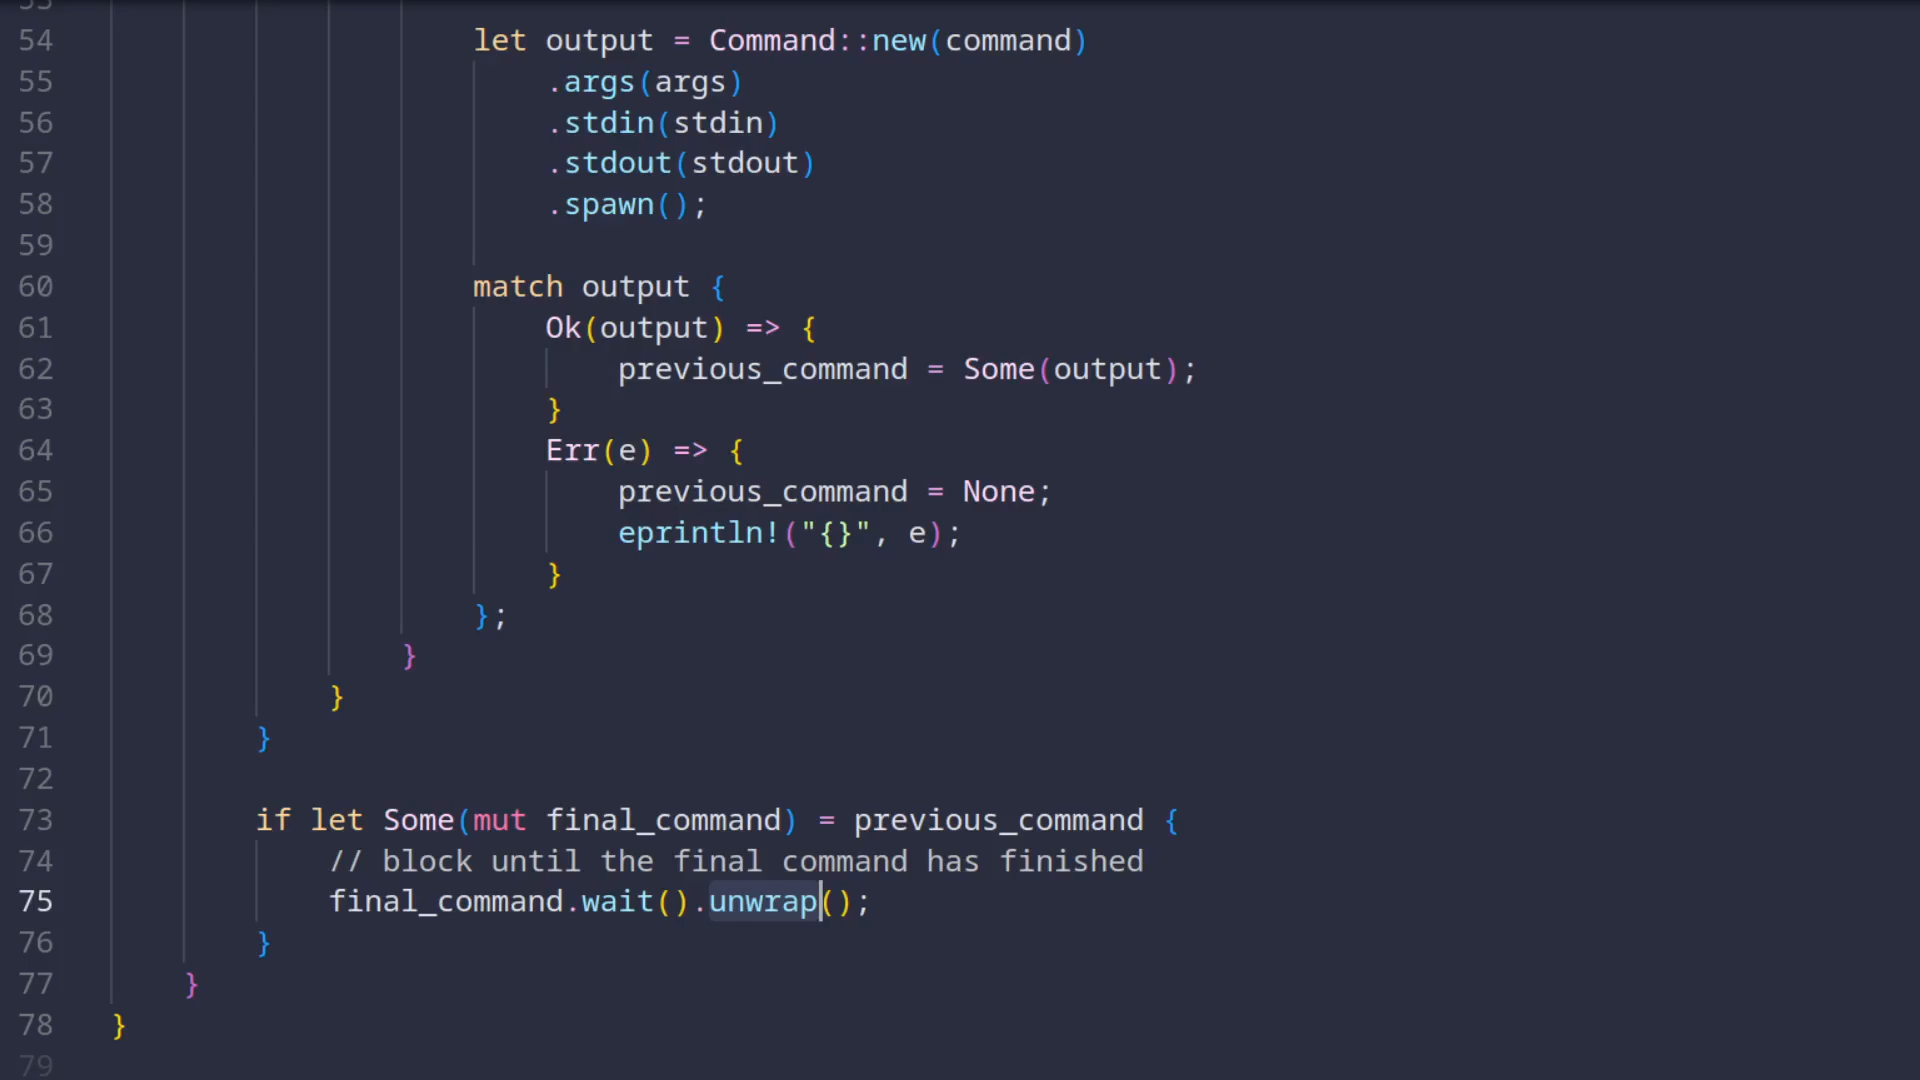 54 let output = Command::new(command)
55 .args(args)
56 .stdin(stdin)
57 .stdout(stdout)
58 .spawn();
59
60 match output {
61 Ok(output) => {
62 previous_command = Some(output);
63 }
64 Err(e) => {
65 previous_command = None;
66 eprintln!("{}", e);
67 }
68 };
69 }
70 }
71 }
72
73 if let Some(mut final_command) = previous_command {
74 // block until the final command has finished
75 final_command.wait().unwrap();
76 }
77 }
78 }
79